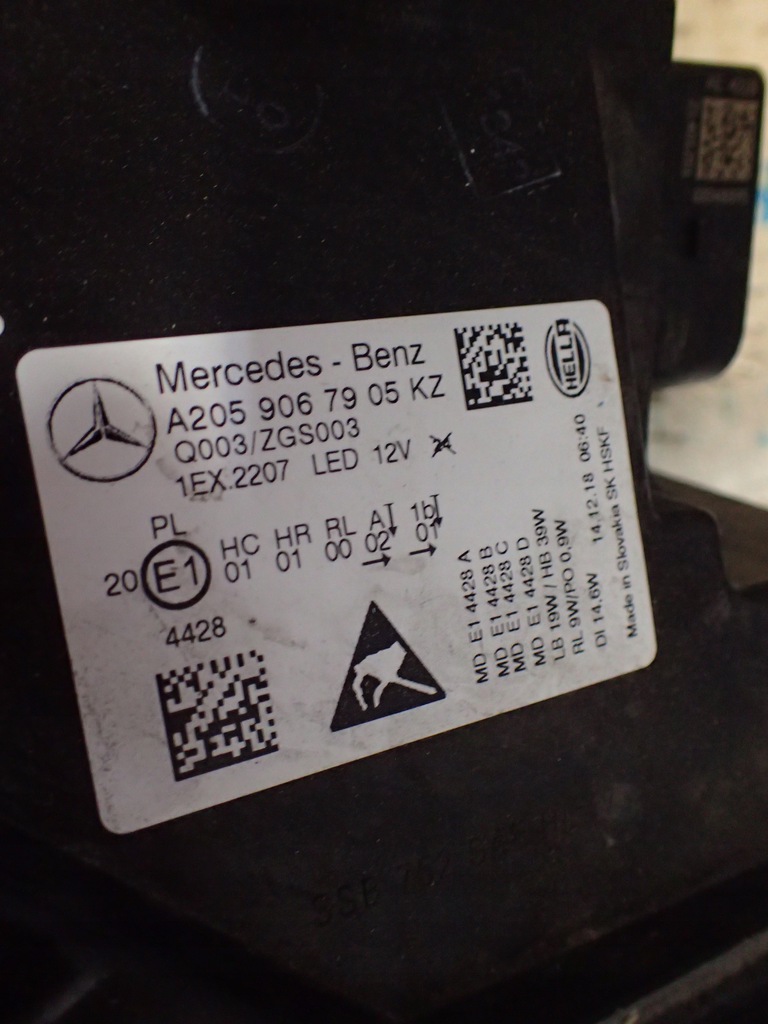 Mercedes - Benz
A205 906 79 05 KZ
Q003/ZGS003
1EX.2207 LED 12V
HELLA
PL
20 E1
4428
HC HR RL A 1b
01 01 00 02 01
MD E1 4428 A
MD E1 4428 B
MD E1 4428 C
MD E1 4428 D
LB 19W / HB 39W
RL 9W/PO 0,9W
DI 14,6W 14.12.18 06:40
Made in Slovakia SK HSKF